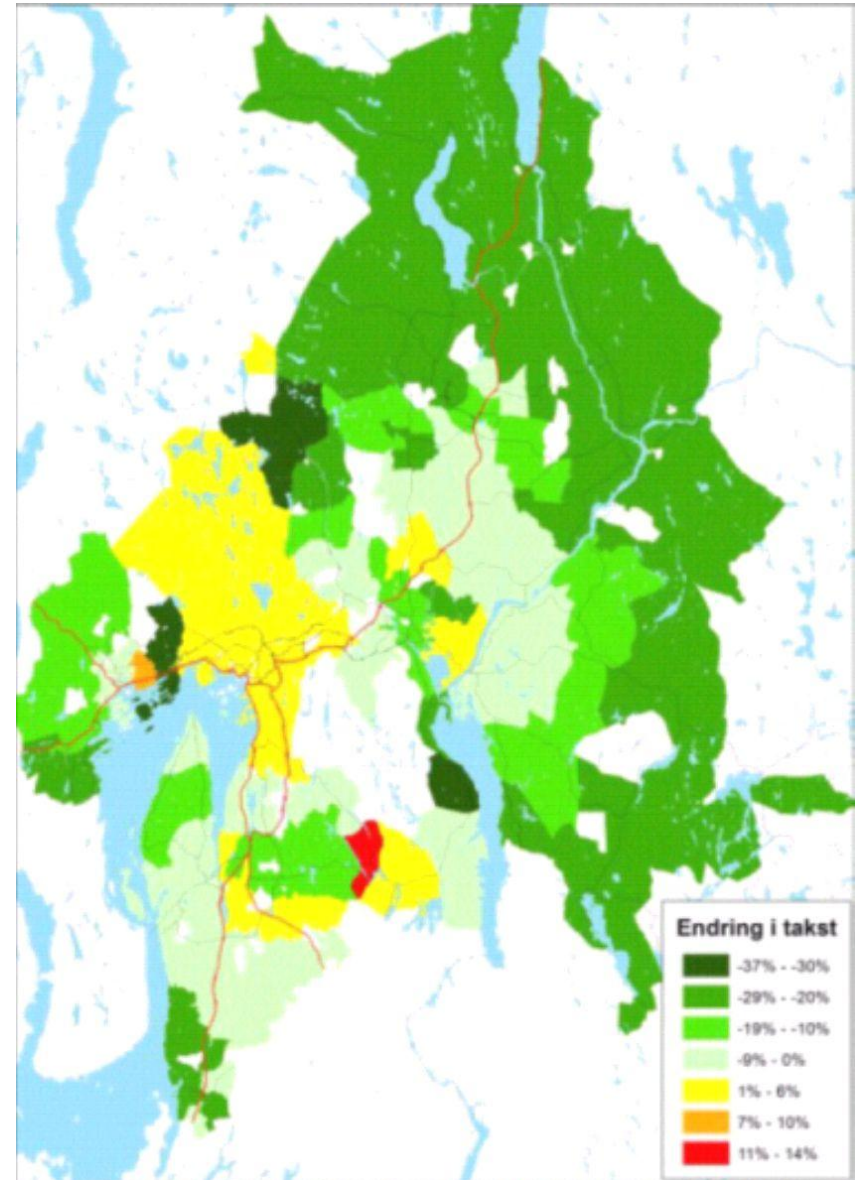 Endring i takst
-37% - -30%
-29% - -20%
-19% - -10%
-9% - 0%
1% - 6%
7% - 10%
11% - 14%